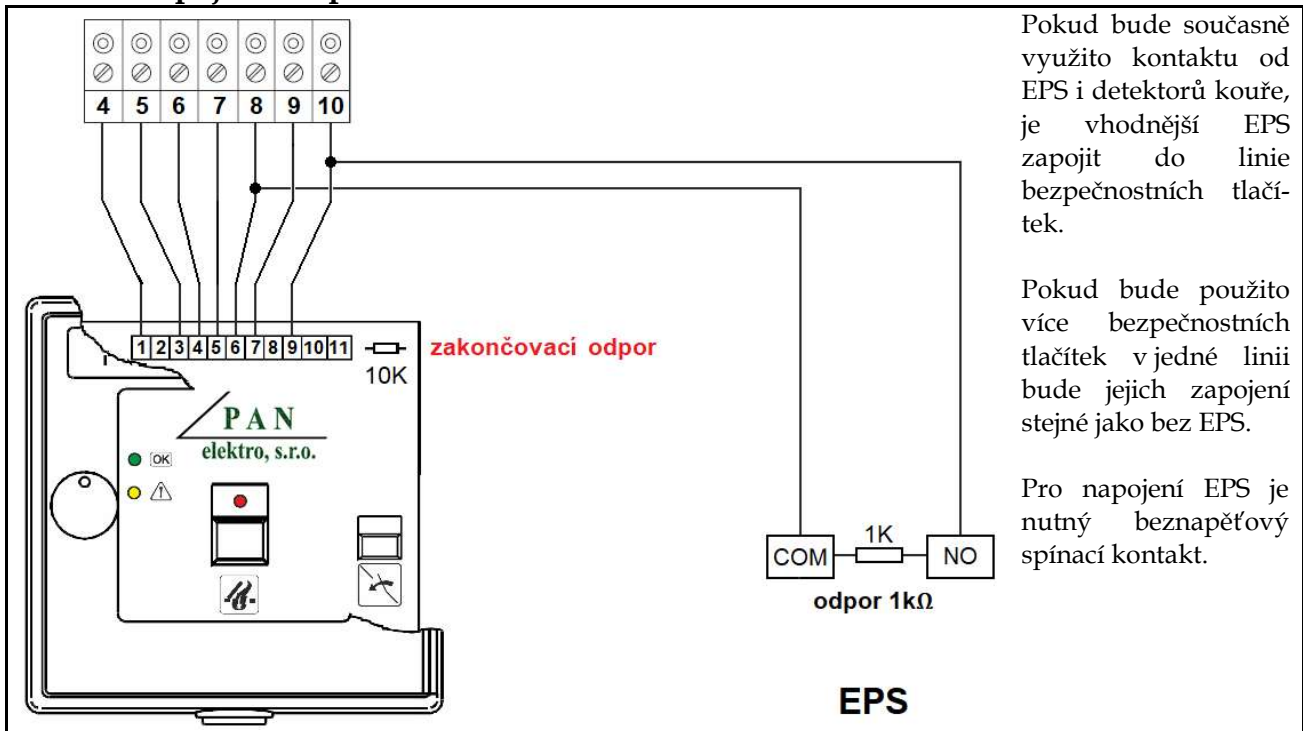 4 5 6 7 8 9 10
1 2 3 4 5 6 7 8 9 10 11
zakončovací odpor
10K
PAN
elektro, s.r.o.
OK
COM
1K
NO
odpor 1kΩ
EPS
Pokud bude současně
využito kontaktu od
EPS i detektorů kouře,
je vhodnější EPS
zapojit do linie
bezpečnostních tlačí-
tek.
Pokud bude použito
více bezpečnostních
tlačítek v jedné linii
bude jejich zapojení
stejné jako bez EPS.
Pro napojení EPS je
nutný beznapěťový
spínací kontakt.